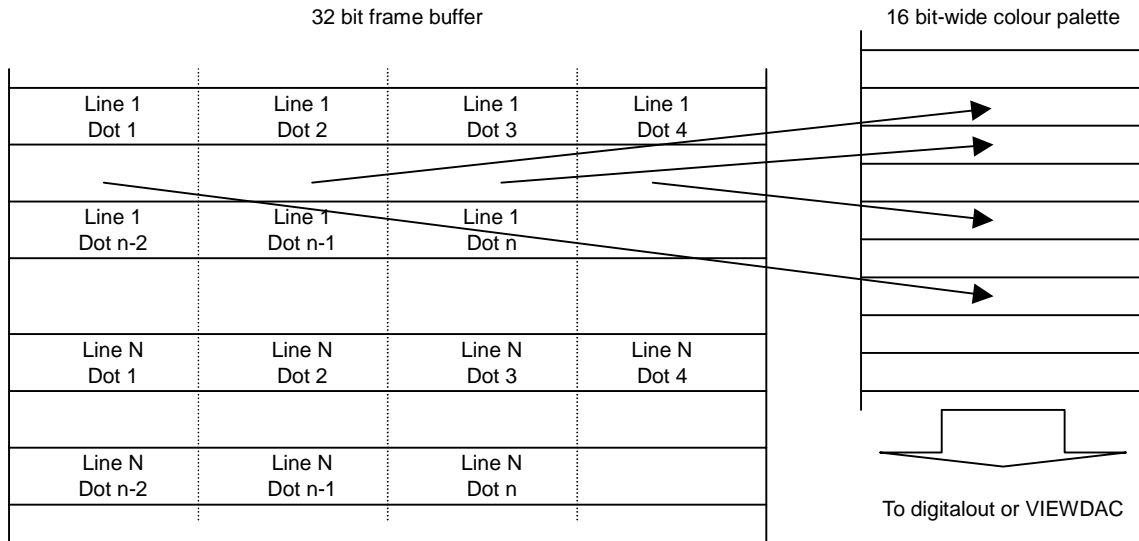 32 bit frame buffer
16 bit-wide colour palette
Line 1 Line 1 Line 1 Line 1
Dot 1 Dot 2 Dot 3 Dot 4
Line 1 Line 1 Line 1
Dot n-2 Dot n-1 Dot n
Line N Line N Line N Line N
Dot 1 Dot 2 Dot 3 Dot 4
Line N Line N Line N
Dot n-2 Dot n-1 Dot n
To digitalout or VIEWDAC